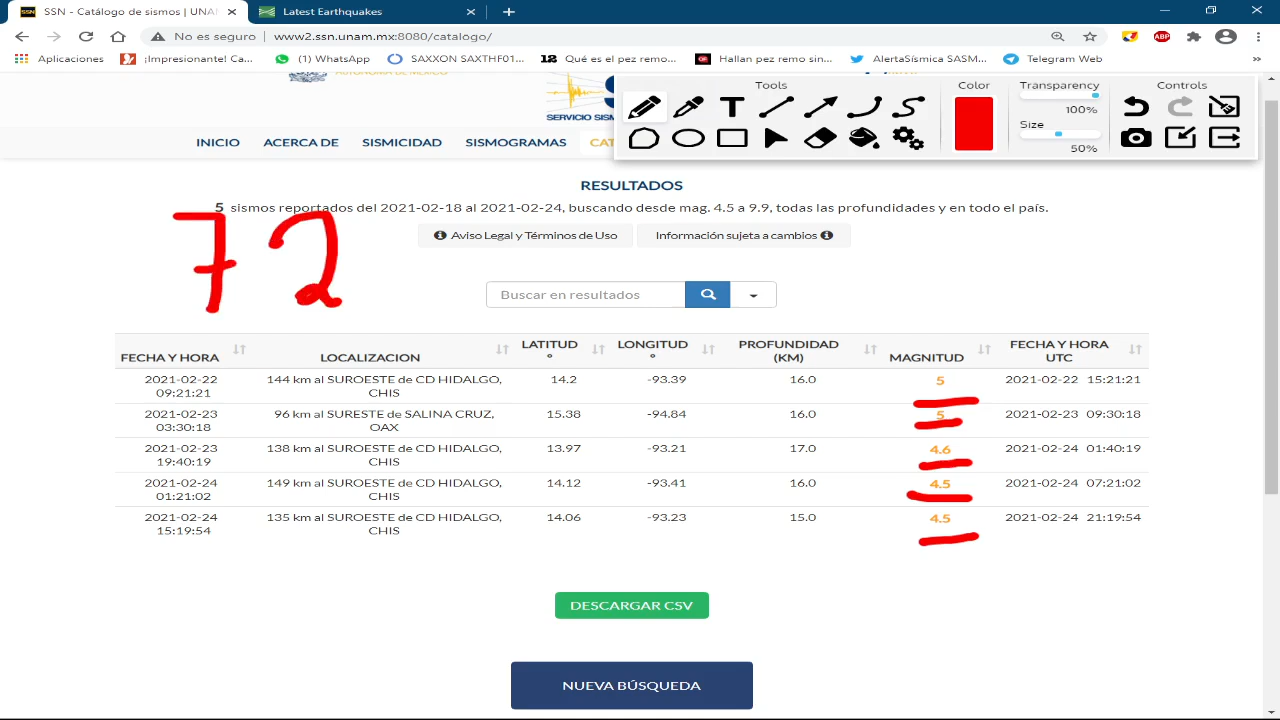 SSN - Catálogo de sismos | UNAM
Latest Earthquakes
No es seguro | www2.ssn.unam.mx:8080/catalogo/
Aplicaciones
¡Impresionante! Ca...
(1) WhatsApp
SAXXON SAXTHF01...
12 Qué es el pez remo...
Hallan pez remo sin...
AlertaSísmica SASM...
Telegram Web
»
AUTÓNOMA DE MÉXICO
SERVICIO SISM
Tools
Color
Transparency
100%
Size
50%
Controls
INICIO
ACERCA DE
SISMICIDAD
SISMOGRAMAS
CAT
RESULTADOS
5 sismos reportados del 2021-02-18 al 2021-02-24, buscando desde mag. 4.5 a 9.9, todas las profundidades y en todo el país.
72
Aviso Legal y Términos de Uso
Información sujeta a cambios
Buscar en resultados
FECHA Y HORA LOCALIZACION LATITUD ° LONGITUD ° PROFUNDIDAD (KM) MAGNITUD FECHA Y HORA UTC
2021-02-22 09:21:21 144 km al SUROESTE de CD HIDALGO, CHIS 14.2 -93.39 16.0 5 2021-02-22 15:21:21
2021-02-23 03:30:18 96 km al SURESTE de SALINA CRUZ, OAX 15.38 -94.84 16.0 5 2021-02-23 09:30:18
2021-02-23 19:40:19 138 km al SUROESTE de CD HIDALGO, CHIS 13.97 -93.21 17.0 4.6 2021-02-24 01:40:19
2021-02-24 01:21:02 149 km al SUROESTE de CD HIDALGO, CHIS 14.12 -93.41 16.0 4.5 2021-02-24 07:21:02
2021-02-24 15:19:54 135 km al SUROESTE de CD HIDALGO, CHIS 14.06 -93.23 15.0 4.5 2021-02-24 21:19:54
DESCARGAR CSV
NUEVA BÚSQUEDA